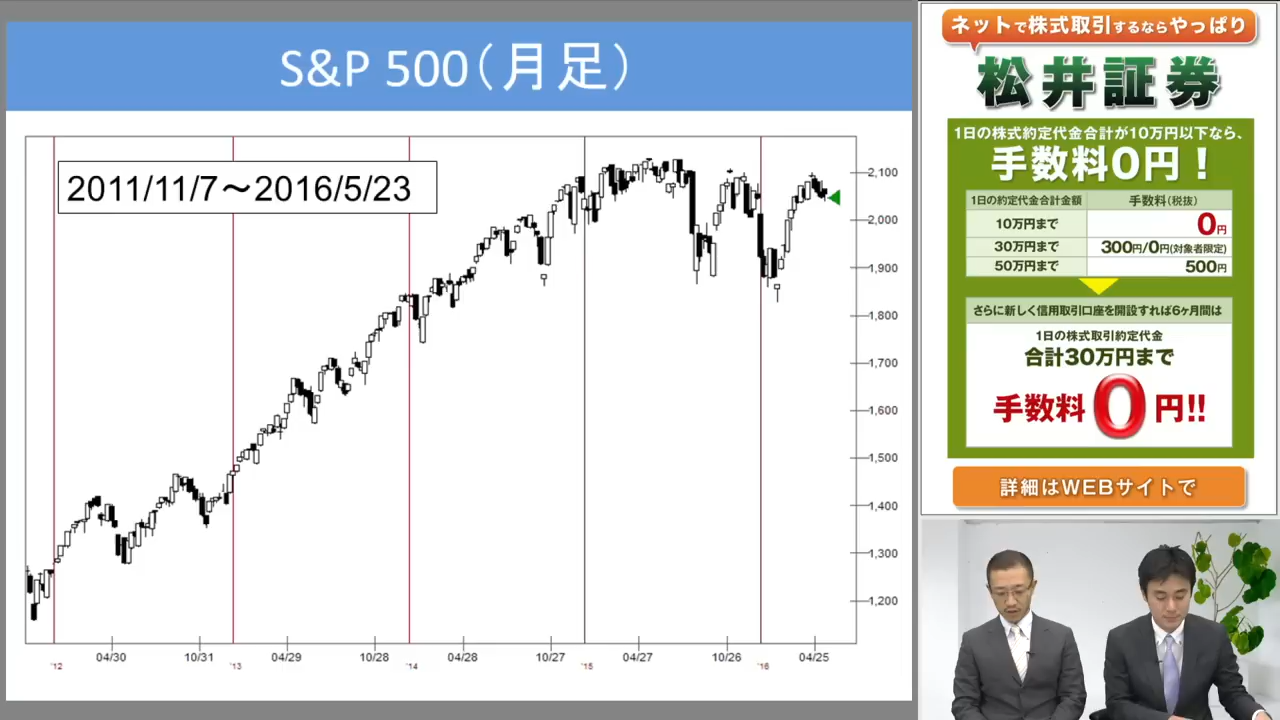 S&P 500（月足）
2011/11/7～2016/5/23
2,100
2,000
1,900
1,800
1,700
1,600
1,500
1,400
1,300
1,200
04/30
10/31
04/29
10/28
04/28
10/27
04/27
10/26
04/25
'12
'13
'14
'15
'16
ネットで株式取引するならやっぱり
松井証券
1日の株式約定代金合計が10万円以下なら、
手数料0円！
1日の約定代金合計金額 手数料（税抜）
10万円まで 0円
30万円まで 300円/0円（対象者限定）
50万円まで 500円
さらに新しく信用取引口座を開設すれば6ヶ月間は
1日の株式取引約定代金
合計30万円まで
手数料0円!!
詳細はWEBサイトで